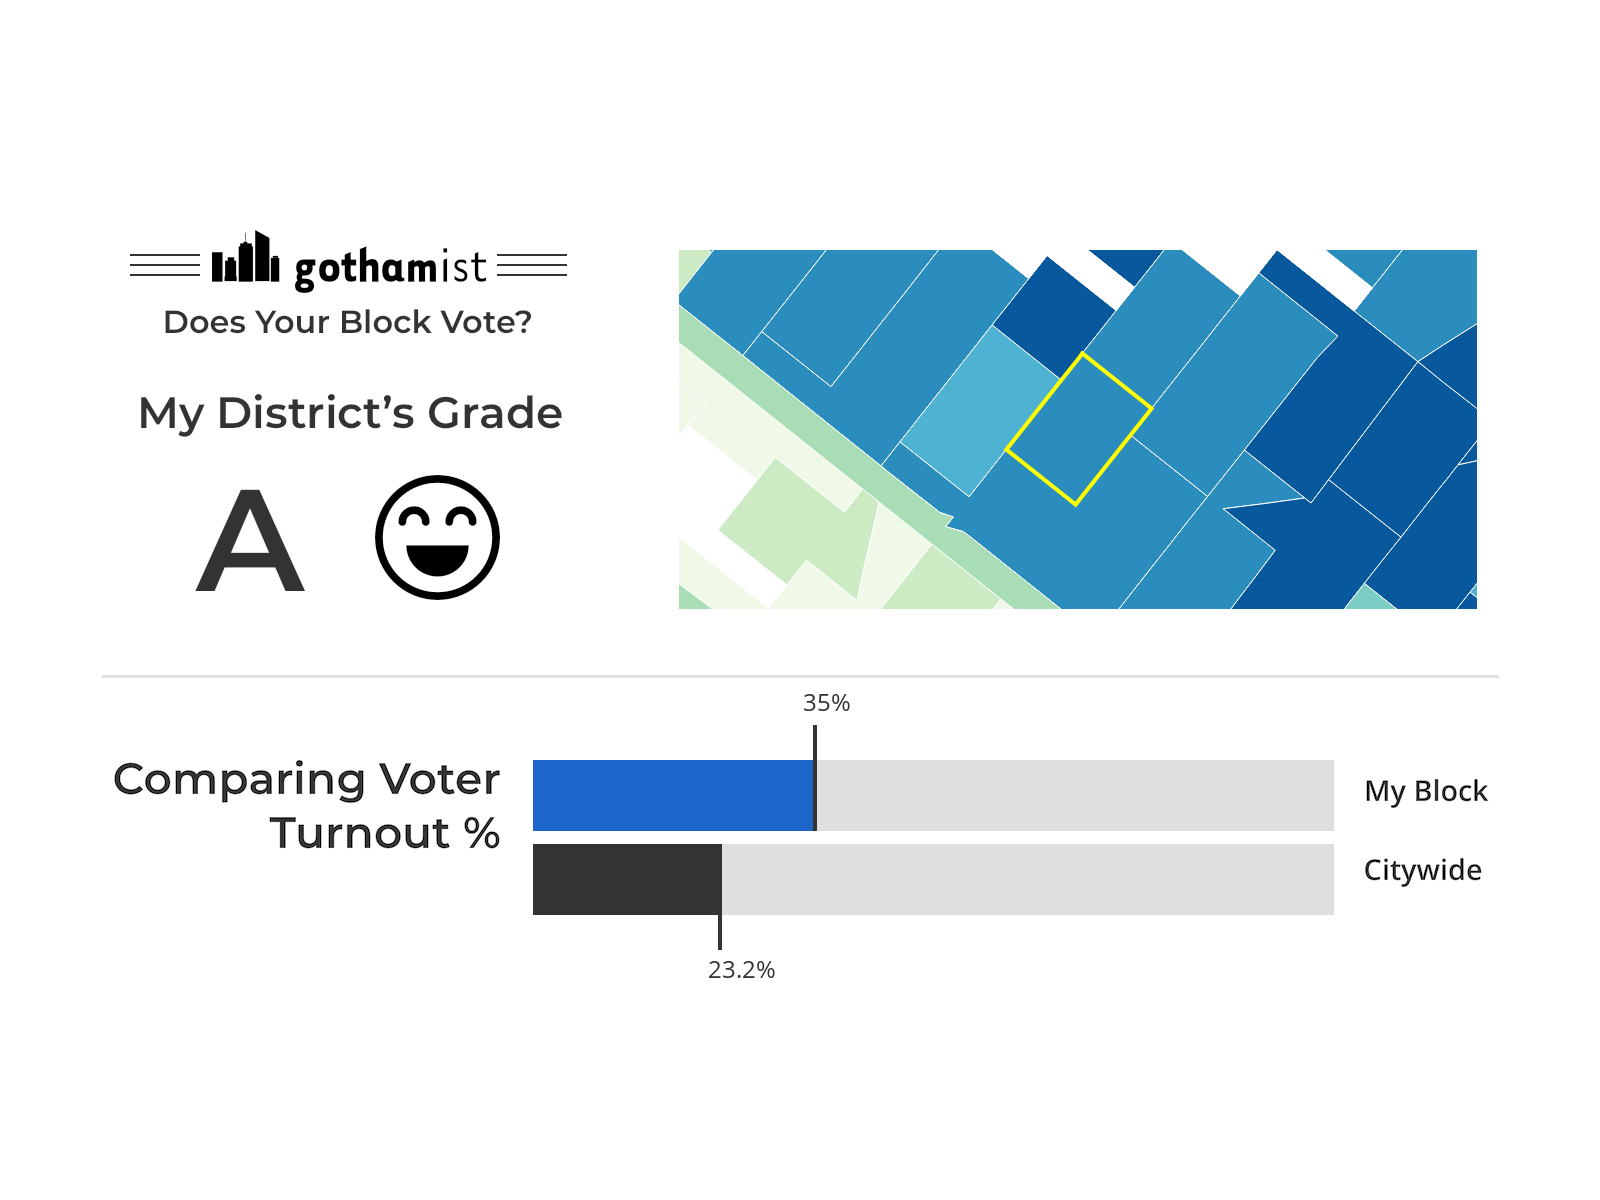 gothamist
Does Your Block Vote?
My District’s Grade
A
35%
Comparing Voter
Turnout %
My Block
Citywide
23.2%